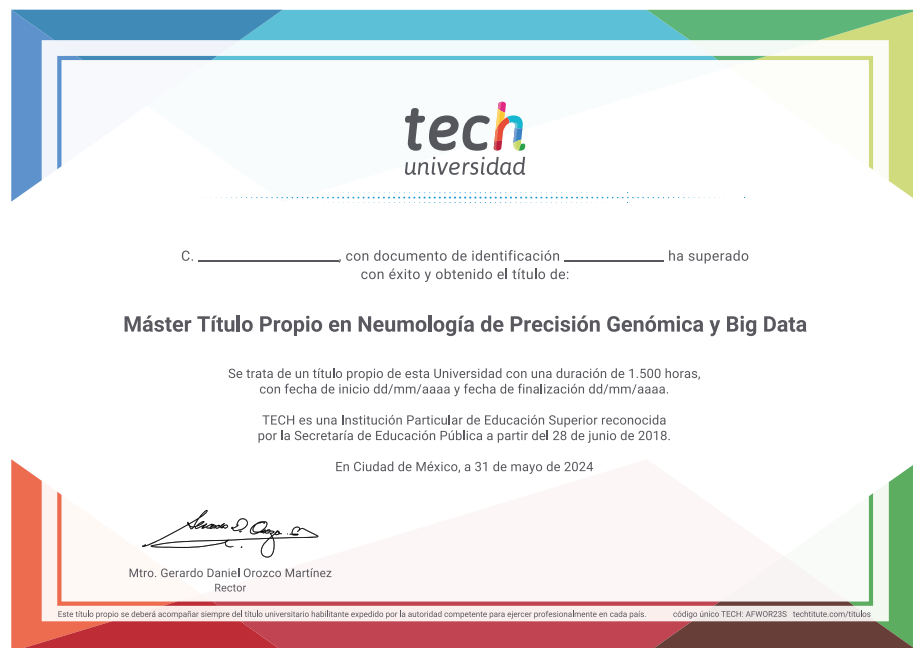 tech
universidad
C. ____________________, con documento de identificación ______________ ha superado
con éxito y obtenido el título de:
Máster Título Propio en Neumología de Precisión Genómica y Big Data
Se trata de un título propio de esta Universidad con una duración de 1.500 horas,
con fecha de inicio dd/mm/aaaa y fecha de finalización dd/mm/aaaa.
TECH es una Institución Particular de Educación Superior reconocida
por la Secretaría de Educación Pública a partir del 28 de junio de 2018.
En Ciudad de México, a 31 de mayo de 2024
Mtro. Gerardo Daniel Orozco Martínez
Rector
Este título propio se deberá acompañar siempre del título universitario habilitante expedido por la autoridad competente para ejercer profesionalmente en cada país. código único TECH: AFWOR23S techtitute.com/titulos